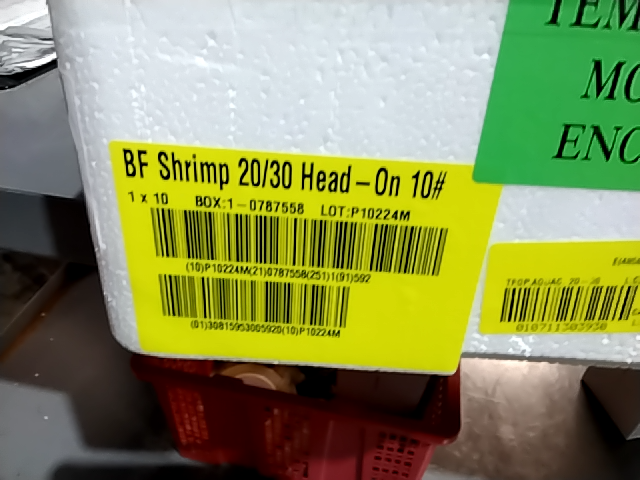 BF Shrimp 20/30 Head-On 10#
1 x 10 BOX:1-0787558 LOT:P10224M
(10)P10224M(21)0787558(251)1(91)592
(01)30815953005920(10)P10224M
MO
ENC
010711303930